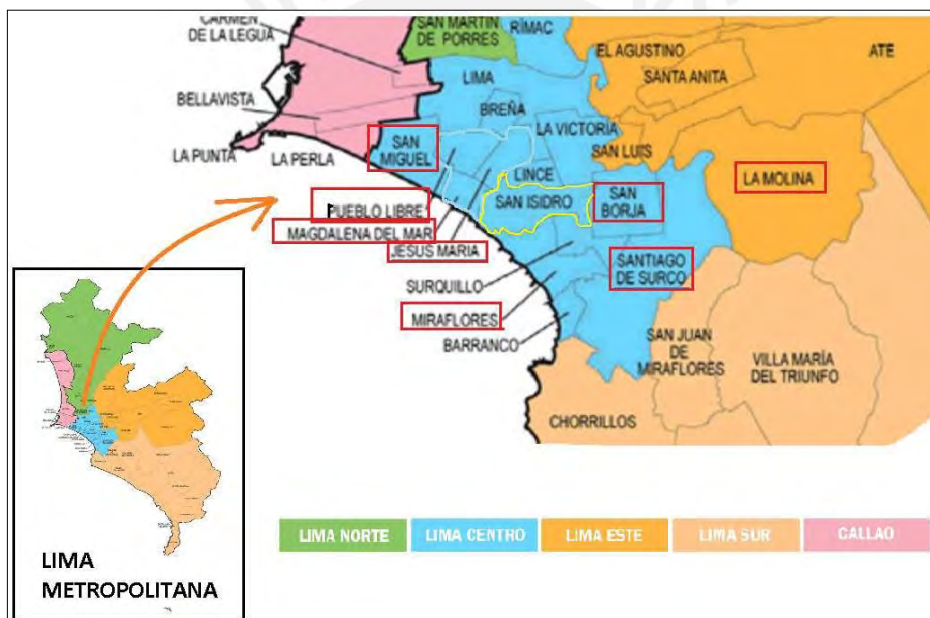 CARMEN
DE LA LEGUA
SAN MARTIN
DE PORRES
RÍMAC
EL AGUSTINO
ATE
SANTA ANITA
LIMA
BELLAVISTA
BREÑA
LA VICTORIA
LA PUNTA
LA PERLA
SAN
MIGUEL
SAN LUIS
LINCE
LA MOLINA
SAN ISIDRO
SAN
BORJA
PUEBLO LIBRE
MAGDALENA DEL MAR
JESUS MARIA
SANTIAGO
DE SURCO
SURQUILLO
MIRAFLORES
BARRANCO
SAN JUAN
DE
MIRAFLORES
VILLA MARÍA
DEL TRIUNFO
CHORRILLOS
LIMA NORTE
LIMA CENTRO
LIMA ESTE
LIMA SUR
CALLAO
LIMA
METROPOLITANA